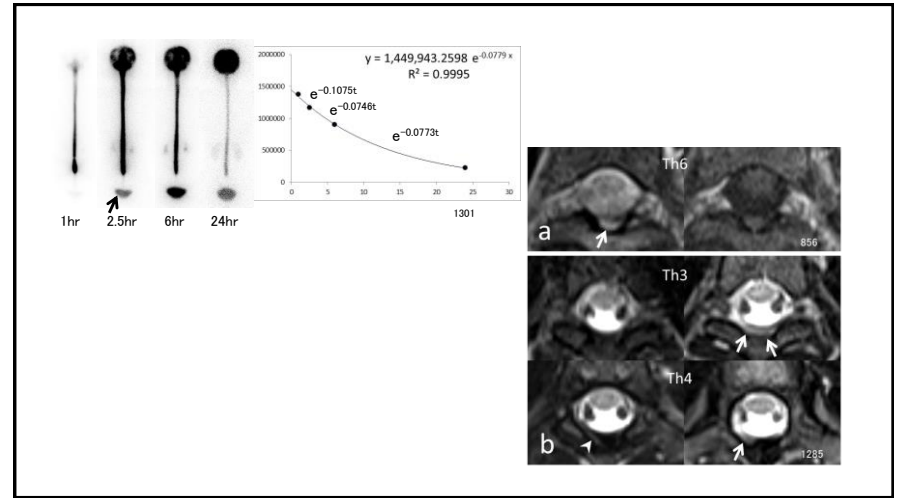 1hr 2.5hr 6hr 24hr
y = 1,449,943.2598 e^-0.0779 x
R² = 0.9995
2000000
1500000
1000000
500000
0
e^-0.1075t
e^-0.0746t
e^-0.0773t
0 5 10 15 20 25 30
1301
Th6
a
856
Th3
Th4
b
1285